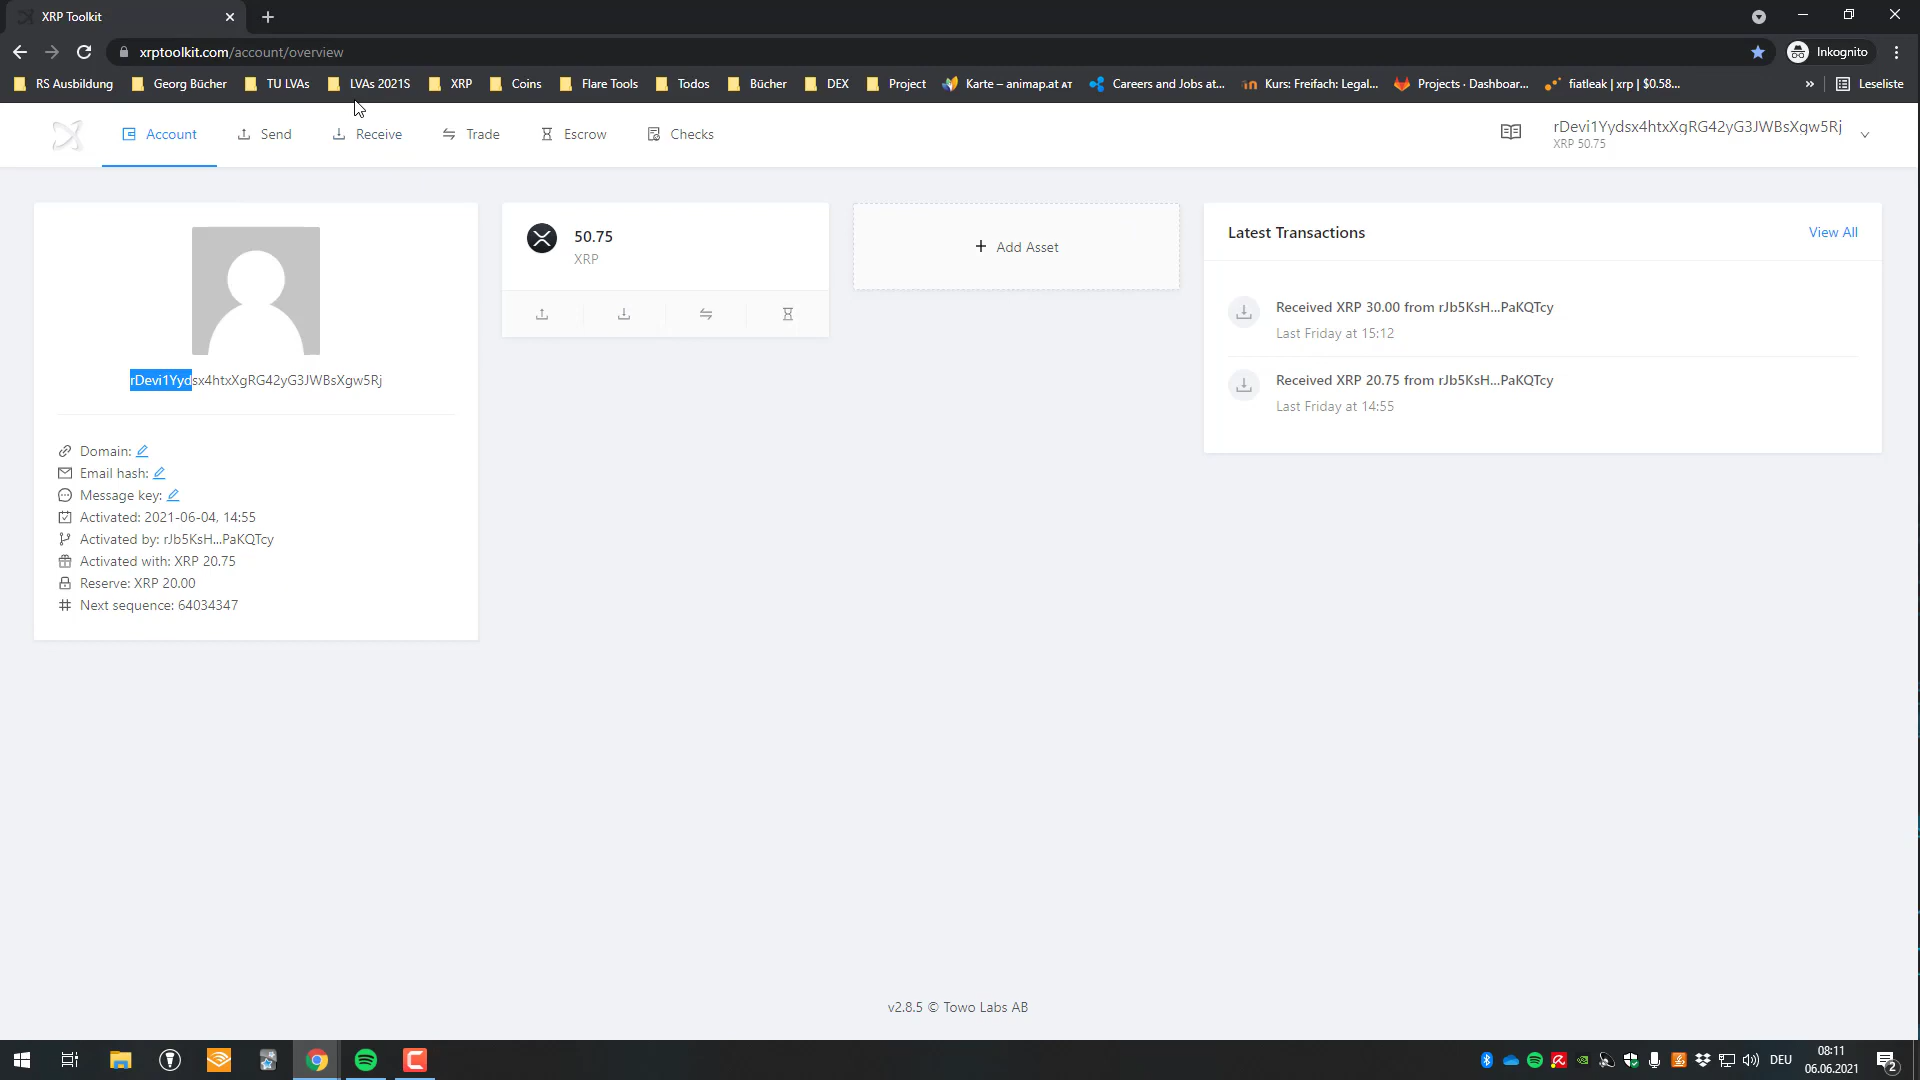 XRP Toolkit
xrptoolkit.com/account/overview
Inkognito
RS Ausbildung
Georg Bücher
TU LVAs
LVAs 2021S
XRP
Coins
Flare Tools
Todos
Bücher
DEX
Project
Karte – animap.at AT
Careers and Jobs at...
Kurs: Freifach: Legal...
Projects · Dashboar...
fiatleak | xrp | $0.58...
»
Leseliste
Account
Send
Receive
Trade
Escrow
Checks
rDevi1Yydsx4htxXgRG42yG3JWBsXgw5Rj
XRP 50.75
rDevi1Yydsx4htxXgRG42yG3JWBsXgw5Rj
Domain:
Email hash:
Message key:
Activated: 2021-06-04, 14:55
Activated by: rJb5KsH...PaKQTcy
Activated with: XRP 20.75
Reserve: XRP 20.00
Next sequence: 64034347
50.75
XRP
+ Add Asset
Latest Transactions
View All
Received XRP 30.00 from rJb5KsH...PaKQTcy
Last Friday at 15:12
Received XRP 20.75 from rJb5KsH...PaKQTcy
Last Friday at 14:55
v2.8.5 © Towo Labs AB
DEU
08:11
06.06.2021
2